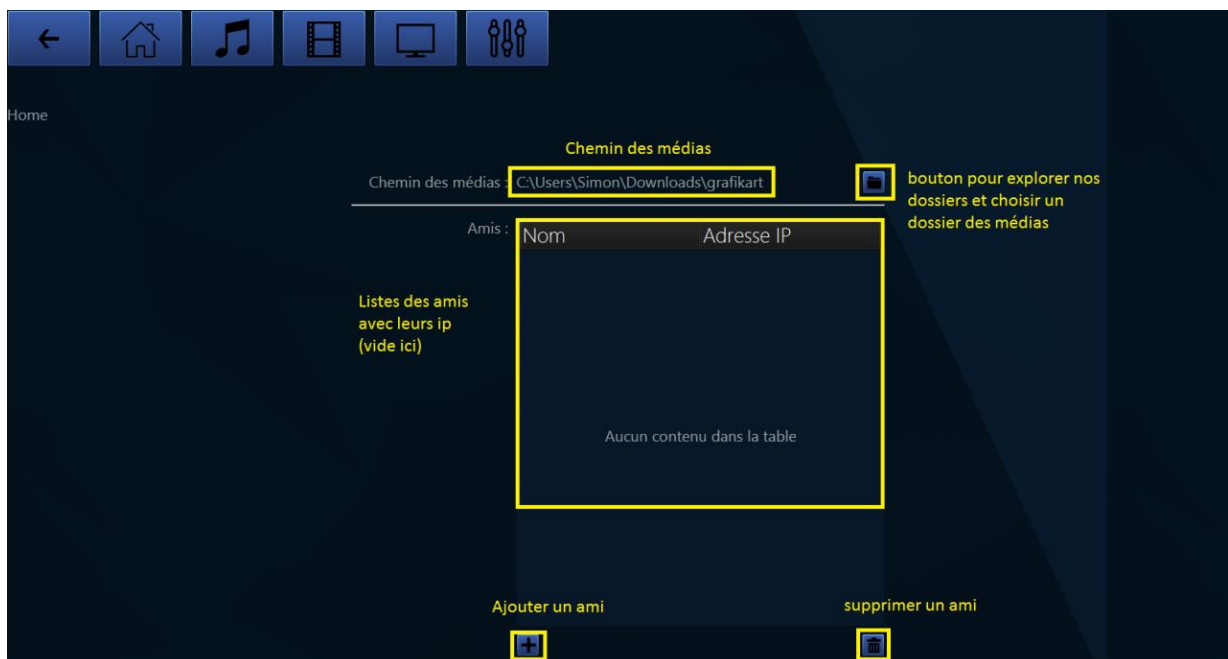 Home
Chemin des médias
Chemin des médias : C:\Users\Simon\Downloads\grafikart
bouton pour explorer nos
dossiers et choisir un
dossier des médias
Amis :
Nom Adresse IP
Listes des amis
avec leurs ip
(vide ici)
Aucun contenu dans la table
Ajouter un ami
supprimer un ami